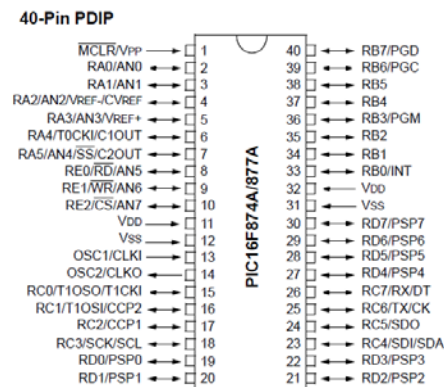 40-Pin PDIP
MCLR/VPP 1 40 RB7/PGD
RA0/AN0 2 39 RB6/PGC
RA1/AN1 3 38 RB5
RA2/AN2/VREF-/CVREF 4 37 RB4
RA3/AN3/VREF+ 5 36 RB3/PGM
RA4/T0CKI/C1OUT 6 35 RB2
RA5/AN4/SS/C2OUT 7 34 RB1
RE0/RD/AN5 8 33 RB0/INT
RE1/WR/AN6 9 32 VDD
RE2/CS/AN7 10 31 VSS
VDD 11 30 RD7/PSP7
VSS 12 29 RD6/PSP6
OSC1/CLKI 13 28 RD5/PSP5
OSC2/CLKO 14 27 RD4/PSP4
RC0/T1OSO/T1CKI 15 26 RC7/RX/DT
RC1/T1OSI/CCP2 16 25 RC6/TX/CK
RC2/CCP1 17 24 RC5/SDO
RC3/SCK/SCL 18 23 RC4/SDI/SDA
RD0/PSP0 19 22 RD3/PSP3
RD1/PSP1 20 21 RD2/PSP2
PIC16F874A/877A